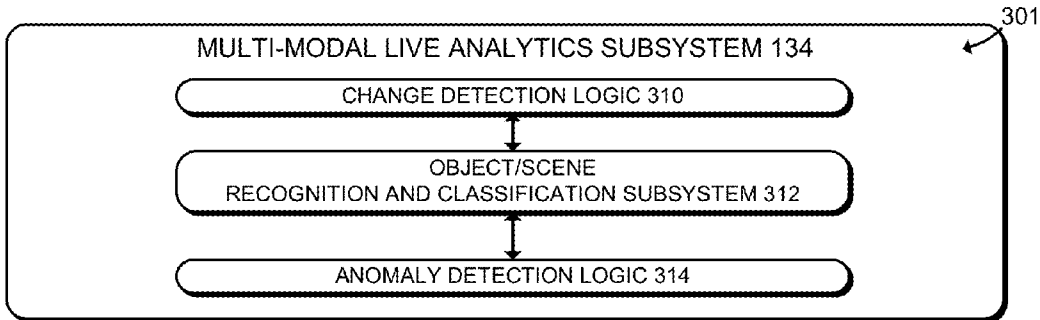 301
MULTI-MODAL LIVE ANALYTICS SUBSYSTEM 134
CHANGE DETECTION LOGIC 310
OBJECT/SCENE
RECOGNITION AND CLASSIFICATION SUBSYSTEM 312
ANOMALY DETECTION LOGIC 314